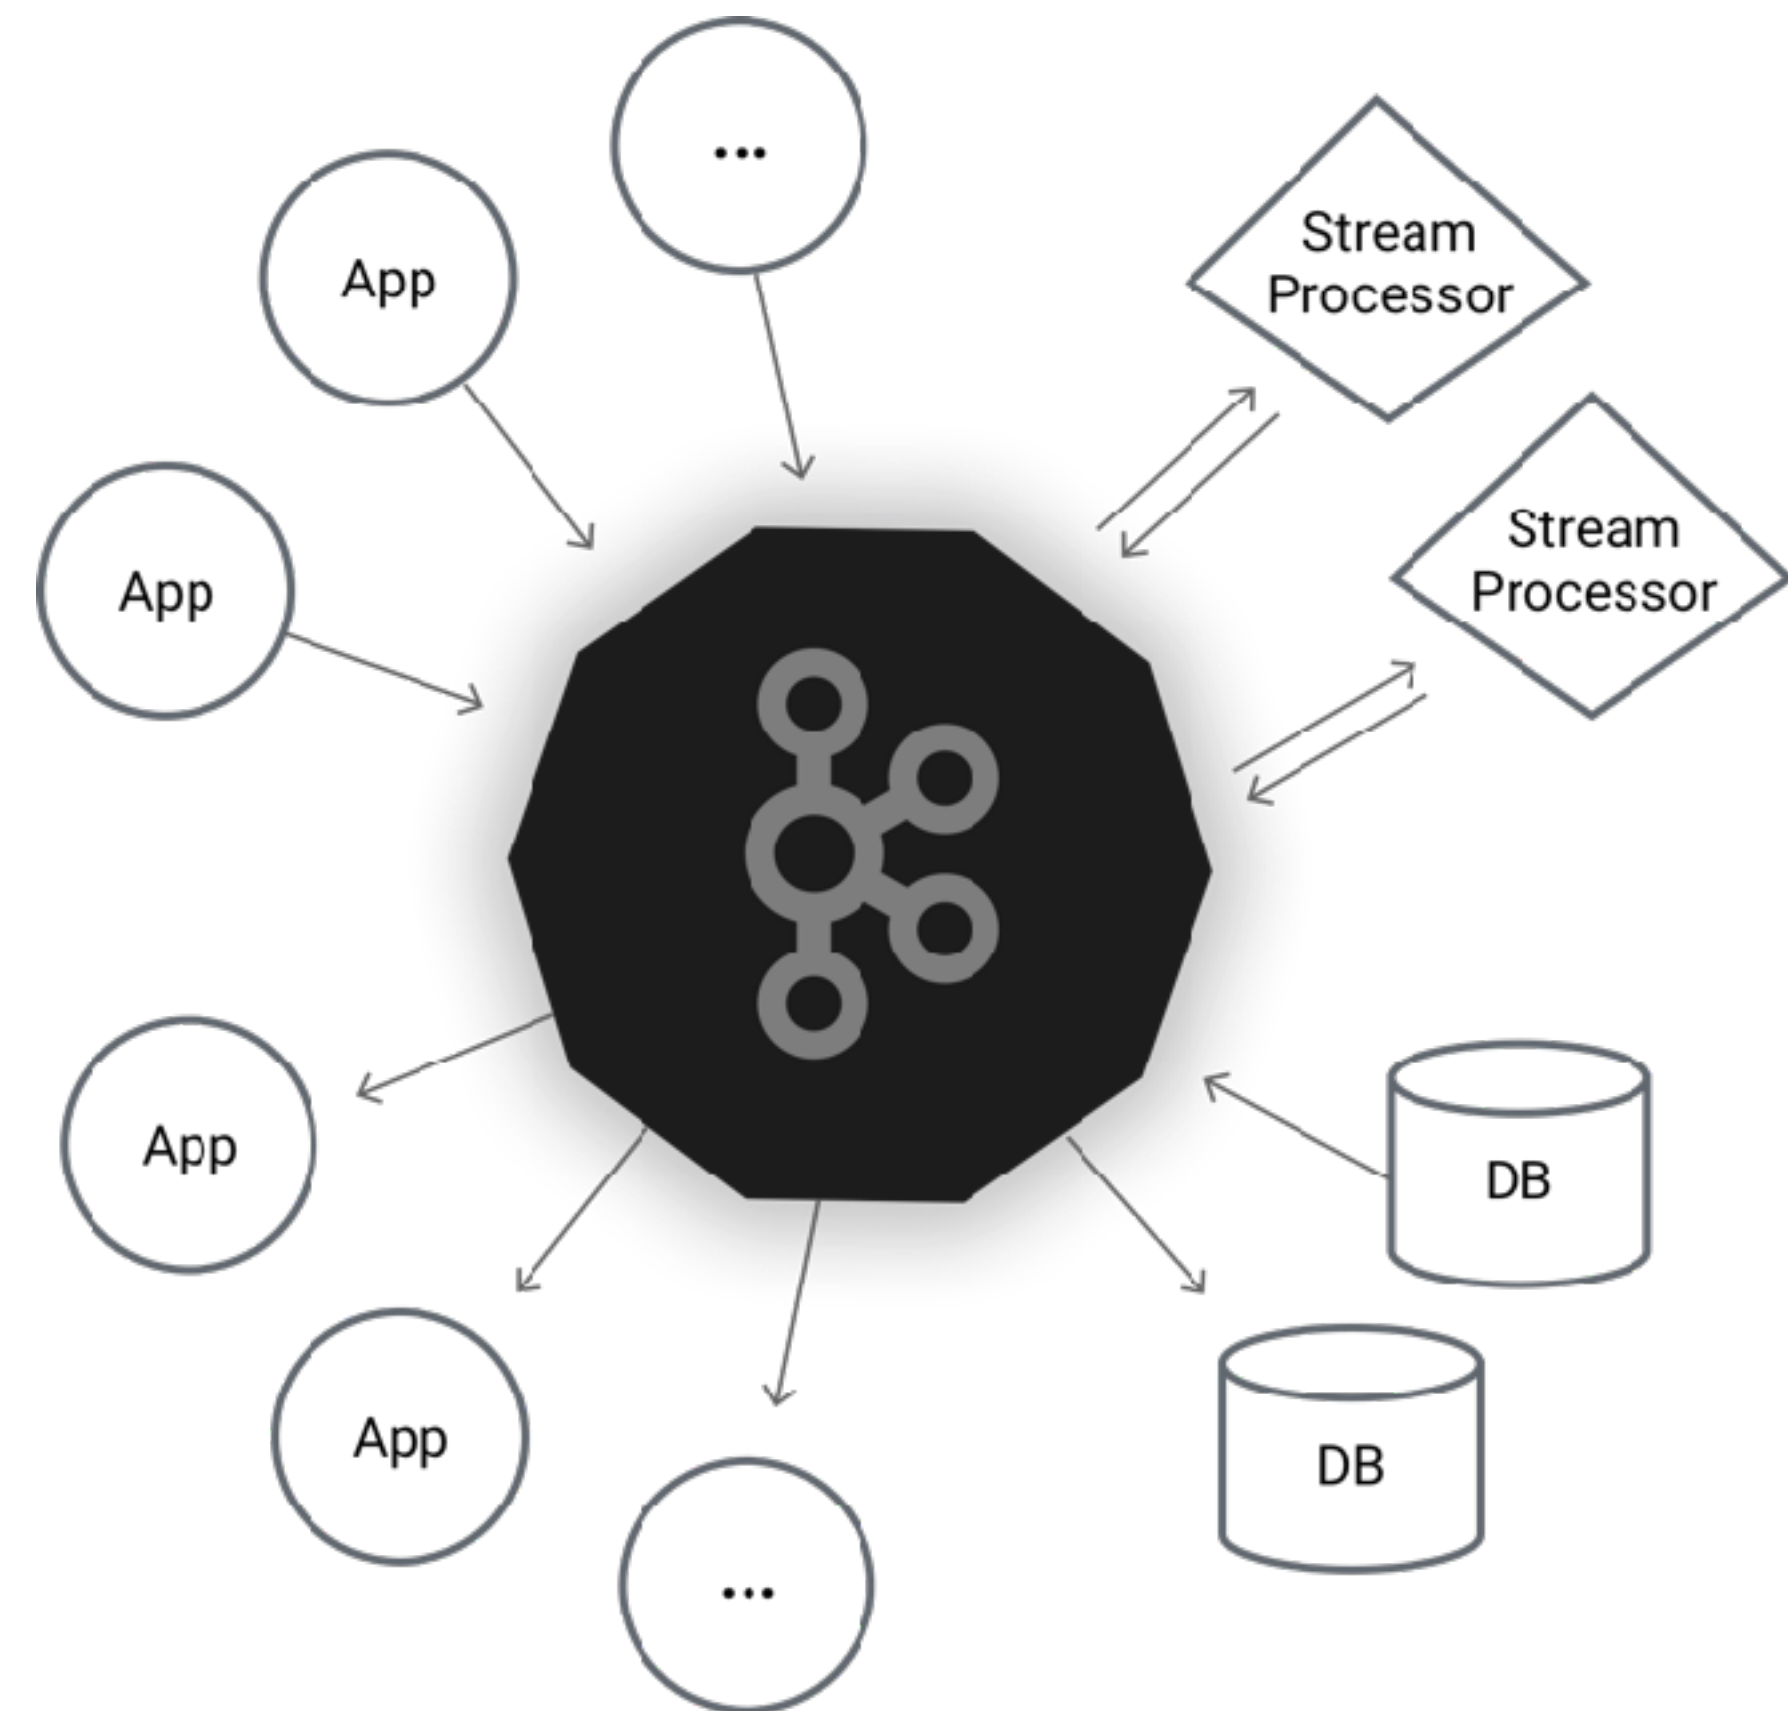 ...
App
Stream
Processor
App
Stream
Processor
App
DB
App
DB
...